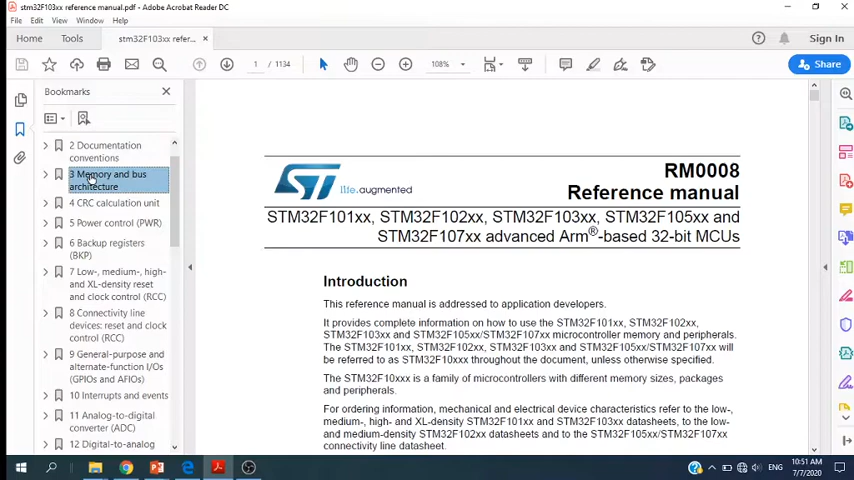 stm32F103xx reference manual.pdf - Adobe Acrobat Reader DC
File Edit View Window Help
Home Tools stm32F103xx refer... ×
Sign In
1 / 1134 108%
Share
Bookmarks
2 Documentation
conventions
3 Memory and bus
architecture
4 CRC calculation unit
5 Power control (PWR)
6 Backup registers
(BKP)
7 Low-, medium-, high-
and XL-density reset
and clock control (RCC)
8 Connectivity line
devices: reset and clock
control (RCC)
9 General-purpose and
alternate-function I/Os
(GPIOs and AFIOs)
10 Interrupts and events
11 Analog-to-digital
converter (ADC)
12 Digital-to-analog
ST life.augmented
RM0008
Reference manual
STM32F101xx, STM32F102xx, STM32F103xx, STM32F105xx and
STM32F107xx advanced Arm®-based 32-bit MCUs
Introduction
This reference manual is addressed to application developers.
It provides complete information on how to use the STM32F101xx, STM32F102xx,
STM32F103xx and STM32F105xx/STM32F107xx microcontroller memory and peripherals.
The STM32F101xx, STM32F102xx, STM32F103xx and STM32F105xx/STM32F107xx will
be referred to as STM32F10xxx throughout the document, unless otherwise specified.
The STM32F10xxx is a family of microcontrollers with different memory sizes, packages
and peripherals.
For ordering information, mechanical and electrical device characteristics refer to the low-,
medium-, high- and XL-density STM32F101xx and STM32F103xx datasheets, to the low-
and medium-density STM32F102xx datasheets and to the STM32F105xx/STM32F107xx
connectivity line datasheet.
ENG
10:51 AM
7/7/2020